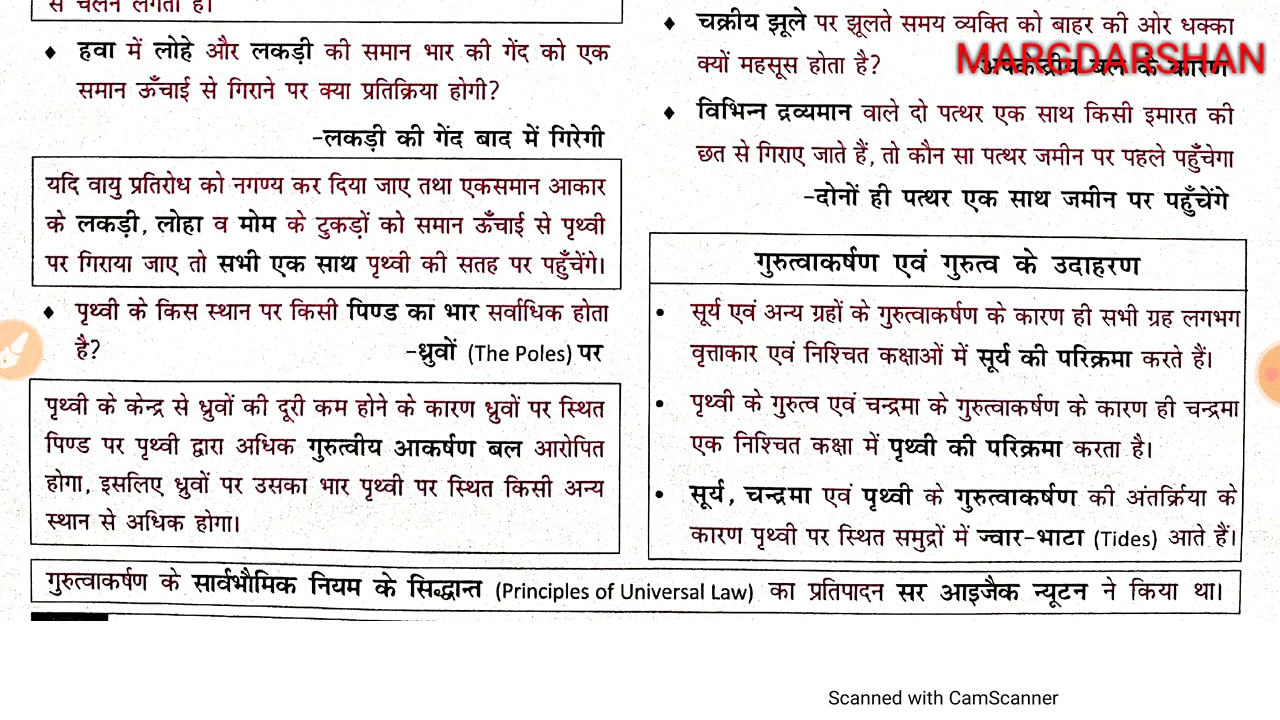 से चलने लगता है।
♦ हवा में लोहे और लकड़ी की समान भार की गेंद को एक
समान ऊँचाई से गिराने पर क्या प्रतिक्रिया होगी?
-लकड़ी की गेंद बाद में गिरेगी
यदि वायु प्रतिरोध को नगण्य कर दिया जाए तथा एकसमान आकार
के लकड़ी, लोहा व मोम के टुकड़ों को समान ऊँचाई से पृथ्वी
पर गिराया जाए तो सभी एक साथ पृथ्वी की सतह पर पहुँचेंगे।
♦ पृथ्वी के किस स्थान पर किसी पिण्ड का भार सर्वाधिक होता
है? -ध्रुवों (The Poles) पर
पृथ्वी के केन्द्र से ध्रुवों की दूरी कम होने के कारण ध्रुवों पर स्थित
पिण्ड पर पृथ्वी द्वारा अधिक गुरुत्वीय आकर्षण बल आरोपित
होगा, इसलिए ध्रुवों पर उसका भार पृथ्वी पर स्थित किसी अन्य
स्थान से अधिक होगा।
♦ चक्रीय झूले पर झूलते समय व्यक्ति को बाहर की ओर धक्का
क्यों महसूस होता है? अपकेन्द्रीय बल के कारण
MARGDARSHAN
♦ विभिन्न द्रव्यमान वाले दो पत्थर एक साथ किसी इमारत की
छत से गिराए जाते हैं, तो कौन सा पत्थर जमीन पर पहले पहुँचेगा
-दोनों ही पत्थर एक साथ जमीन पर पहुँचेंगे
गुरुत्वाकर्षण एवं गुरुत्व के उदाहरण
• सूर्य एवं अन्य ग्रहों के गुरुत्वाकर्षण के कारण ही सभी ग्रह लगभग
वृत्ताकार एवं निश्चित कक्षाओं में सूर्य की परिक्रमा करते हैं।
• पृथ्वी के गुरुत्व एवं चन्द्रमा के गुरुत्वाकर्षण के कारण ही चन्द्रमा
एक निश्चित कक्षा में पृथ्वी की परिक्रमा करता है।
• सूर्य, चन्द्रमा एवं पृथ्वी के गुरुत्वाकर्षण की अंतर्क्रिया के
कारण पृथ्वी पर स्थित समुद्रों में ज्वार-भाटा (Tides) आते हैं।
गुरुत्वाकर्षण के सार्वभौमिक नियम के सिद्धान्त (Principles of Universal Law) का प्रतिपादन सर आइजैक न्यूटन ने किया था।
Scanned with CamScanner